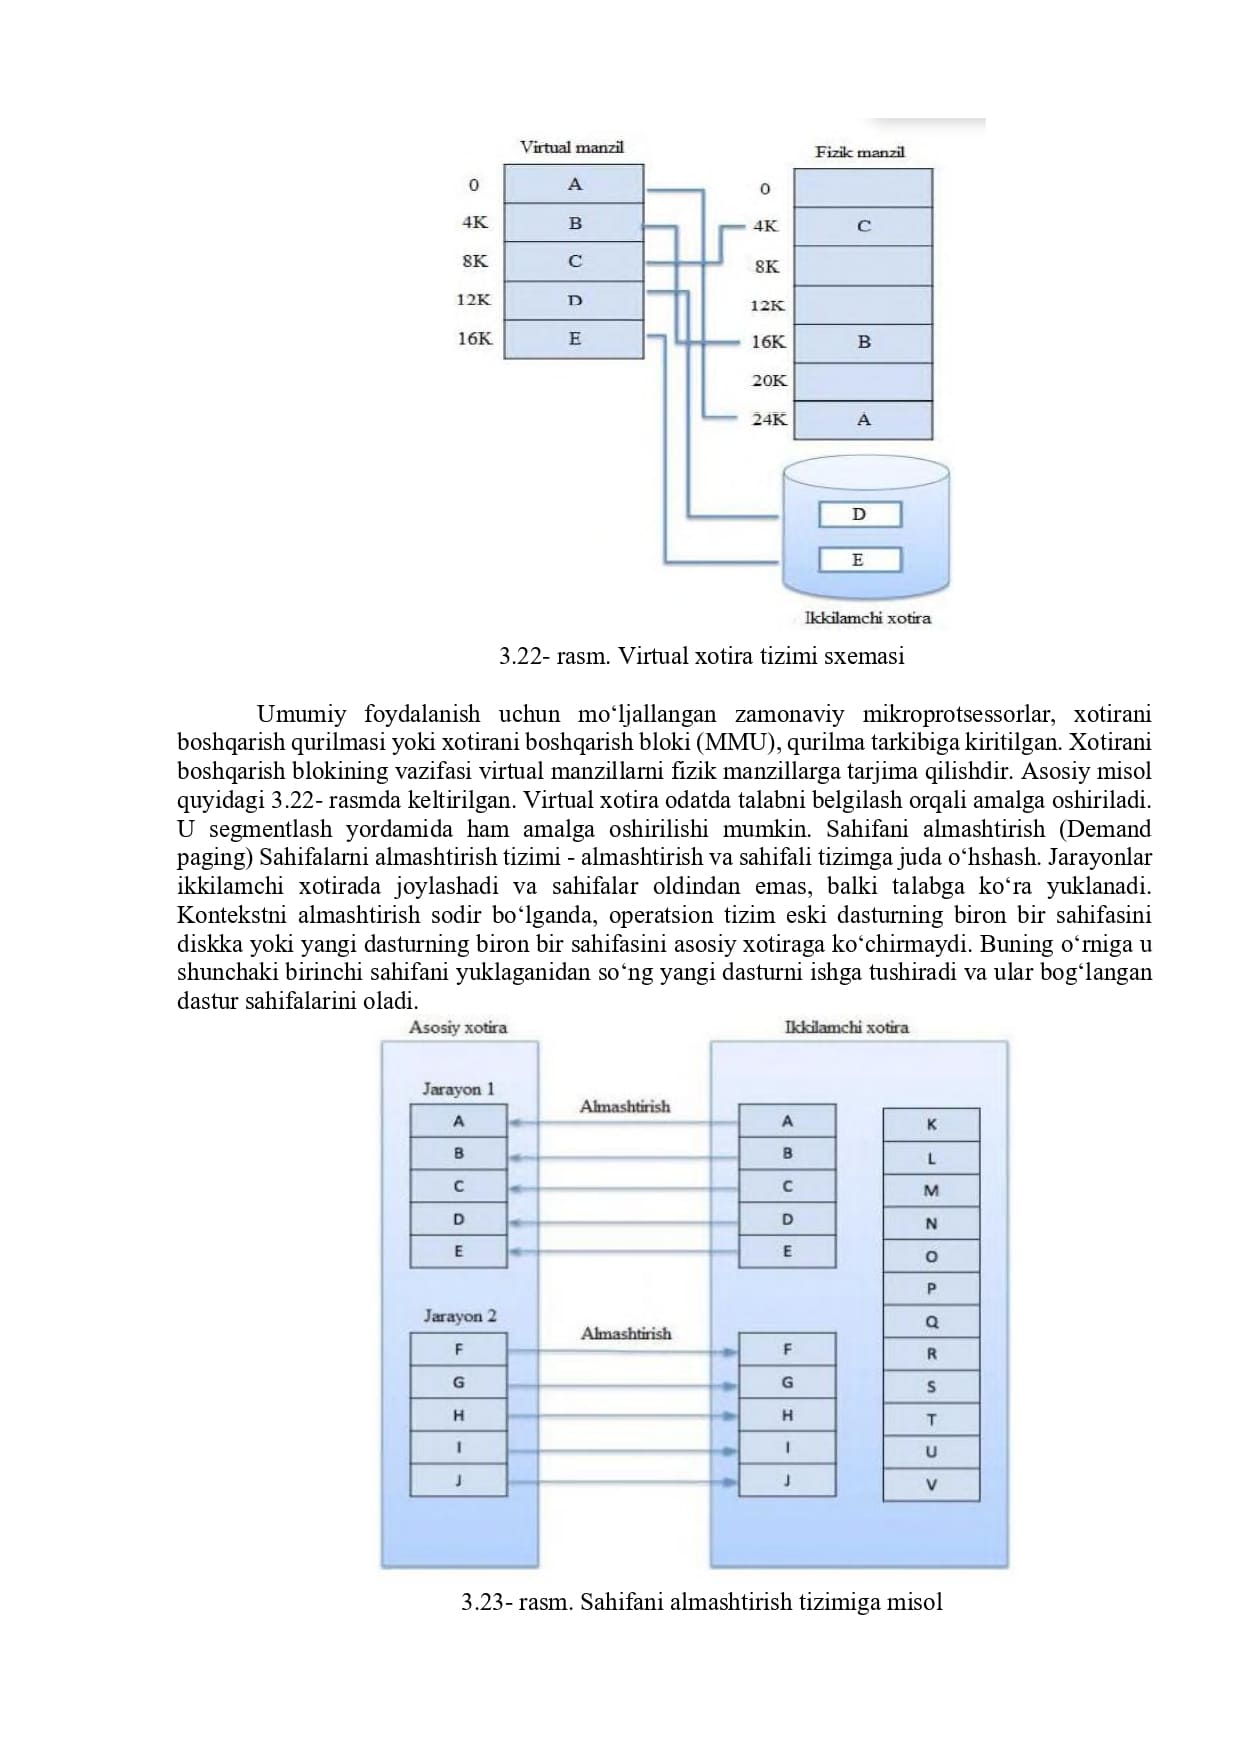 Virtual manzil
Fizik manzil
0 A
4K B
8K C
12K D
16K E
0
4K C
8K
12K
16K B
20K
24K A
D
E
Ikkilamchi xotira
3.22- rasm. Virtual xotira tizimi sxemasi
Umumiy foydalanish uchun mo‘ljallangan zamonaviy mikroprotsessorlar, xotirani
boshqarish qurilmasi yoki xotirani boshqarish bloki (MMU), qurilma tarkibiga kiritilgan. Xotirani
boshqarish blokining vazifasi virtual manzillarni fizik manzillarga tarjima qilishdir. Asosiy misol
quyidagi 3.22- rasmda keltirilgan. Virtual xotira odatda talabni belgilash orqali amalga oshiriladi.
U segmentlash yordamida ham amalga oshirilishi mumkin. Sahifani almashtirish (Demand
paging) Sahifalarni almashtirish tizimi - almashtirish va sahifali tizimga juda o‘hshash. Jarayonlar
ikkilamchi xotirada joylashadi va sahifalar oldindan emas, balki talabga ko‘ra yuklanadi.
Kontekstni almashtirish sodir bo‘lganda, operatsion tizim eski dasturning biron bir sahifasini
diskka yoki yangi dasturning biron bir sahifasini asosiy xotiraga ko‘chirmaydi. Buning o‘rniga u
shunchaki birinchi sahifani yuklaganidan so‘ng yangi dasturni ishga tushiradi va ular bog‘langan
dastur sahifalarini oladi.
Asosiy xotira
Ikkilamchi xotira
Jarayon 1
A
B
C
D
E
Almashtirish
A
B
C
D
E
Jarayon 2
F
G
H
I
J
Almashtirish
F
G
H
I
J
K
L
M
N
O
P
Q
R
S
T
U
V
3.23- rasm. Sahifani almashtirish tizimiga misol